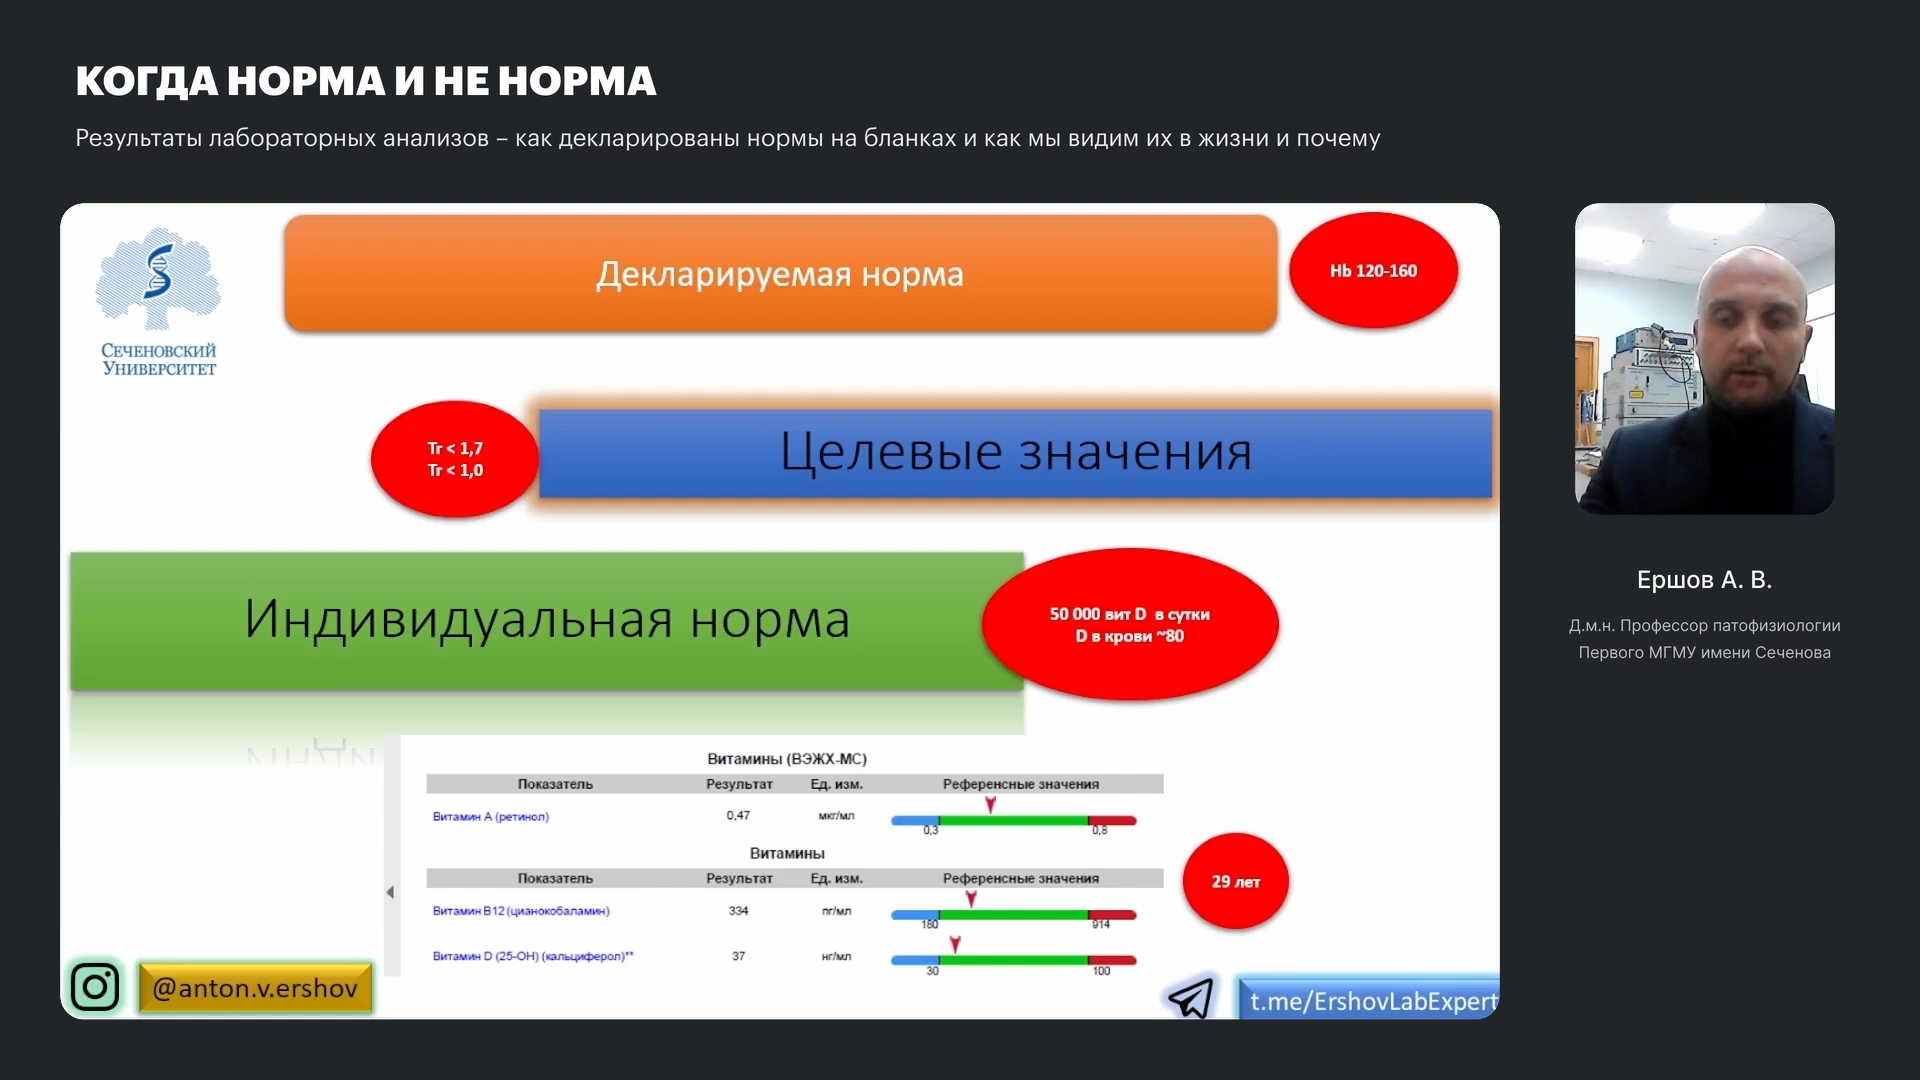 КОГДА НОРМА И НЕ НОРМА
Результаты лабораторных анализов – как декларированы нормы на бланках и как мы видим их в жизни и почему
СЕЧЕНОВСКИЙ
УНИВЕРСИТЕТ
Декларируемая норма
Hb 120-160
Tr < 1,7
Tr < 1,0
Целевые значения
Индивидуальная норма
50 000 вит D в сутки
D в крови ~80
Витамины (ВЭЖХ-МС)
Показатель Результат Ед. изм. Референсные значения
Витамин А (ретинол) 0,47 мкг/мл
0,3 0,8
Витамины
Показатель Результат Ед. изм. Референсные значения
Витамин В12 (цианокобаламин) 334 пг/мл
180 914
Витамин D (25-OH) (кальциферол)** 37 нг/мл
30 100
29 лет
@anton.v.ershov
t.me/ErshovLabExpert
Ершов А. В.
Д.м.н. Профессор патофизиологии
Первого МГМУ имени Сеченова